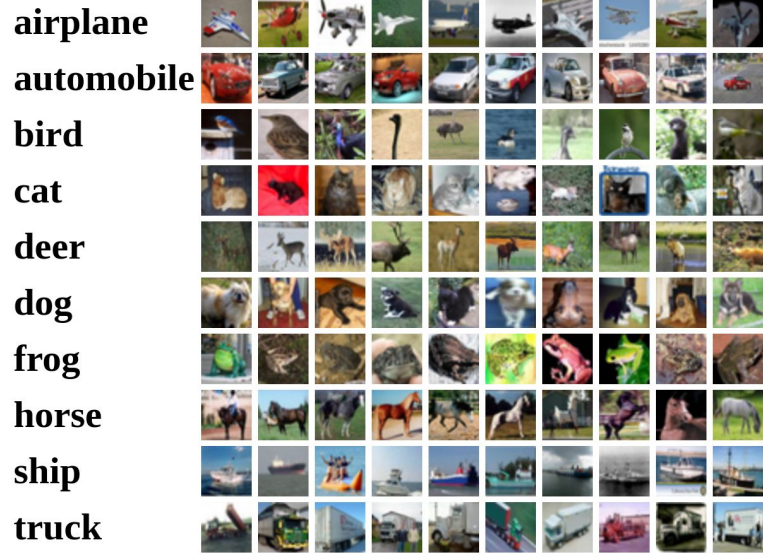 airplane
automobile
bird
cat
deer
dog
frog
horse
ship
truck